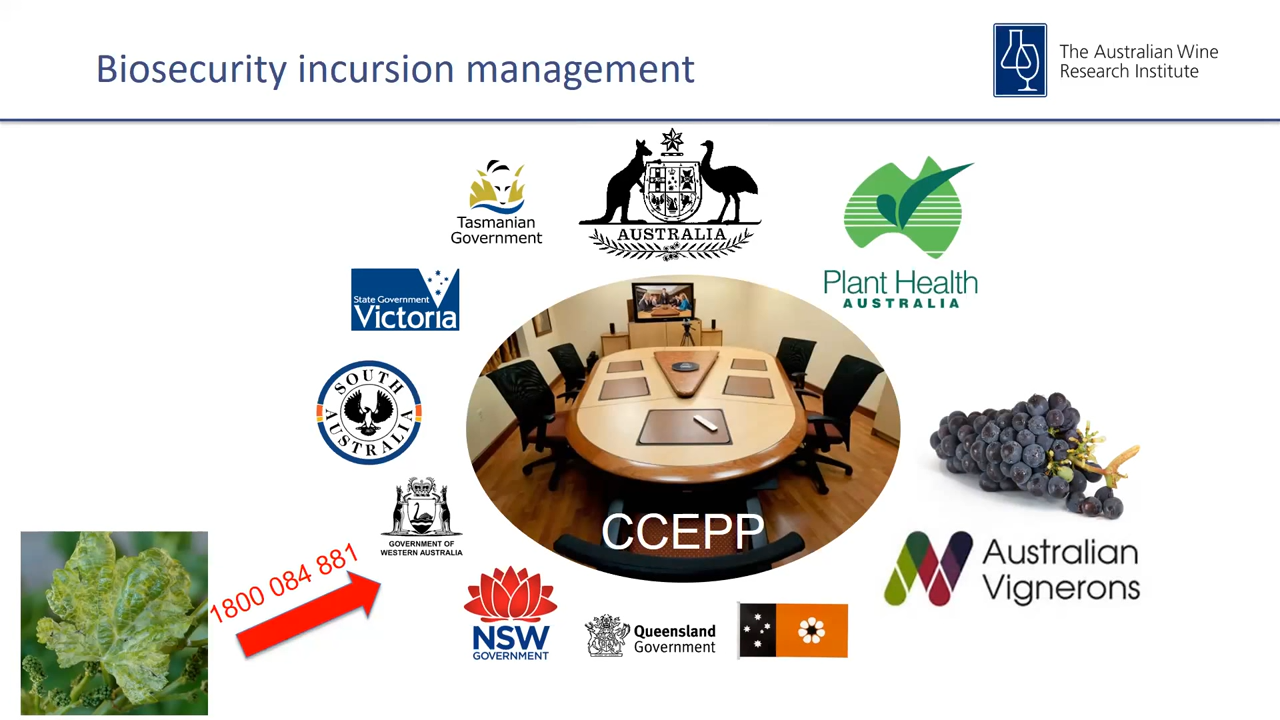 Biosecurity incursion management
The Australian Wine
Research Institute
Tasmanian
Government
AUSTRALIA
Plant Health
AUSTRALIA
State Government
Victoria
SOUTH
AUSTRALIA
GOVERNMENT OF
WESTERN AUSTRALIA
CCEPP
1800 084 881
Australian
Vignerons
NSW
GOVERNMENT
Queensland
Government